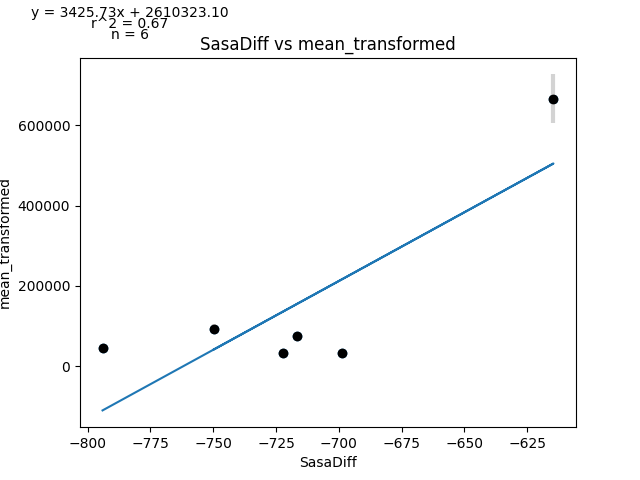 y = 3425.73x + 2610323.10
r^2 = 0.67
n = 6
SasaDiff vs mean_transformed
mean_transformed
600000
400000
200000
0
−800
−775
−750
−725
−700
−675
−650
−625
SasaDiff